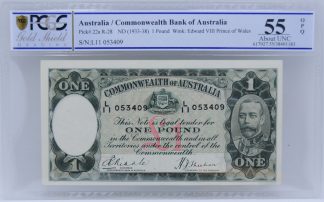 PCGS
Gold Shield
GRADING
Australia / Commonwealth Bank of Australia
Pick# 22a R-28 ND (1933-38) 1 Pound Wmk: Edward VIII Prince of Wales
S/N L11 053409
55
OPQ
About UNC
ONE
COMMONWEALTH OF AUSTRALIA
1
L/11 053409
L/11 053409
This Note is Legal tender for
ONE POUND
in the Commonwealth and in all
Territories under the control of the
Commonwealth
1
ONE